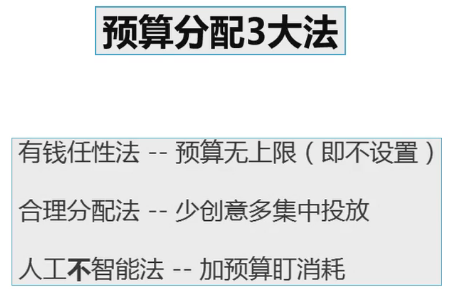 预算分配3大法
有钱任性法 -- 预算无上限（即不设置）
合理分配法 -- 少创意多集中投放
人工不智能法 -- 加预算盯消耗